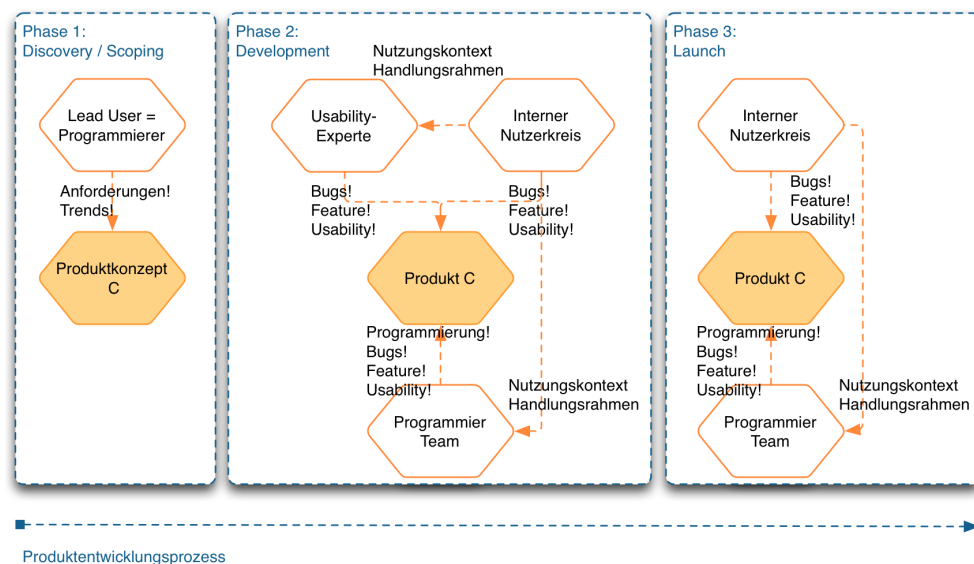 Phase 1:
Discovery / Scoping
Lead User =
Programmierer
Anforderungen!
Trends!
Produktkonzept
C
Phase 2:
Development
Nutzungskontext
Handlungsrahmen
Usability-
Experte
Interner
Nutzerkreis
Bugs!
Feature!
Usability!
Bugs!
Feature!
Usability!
Produkt C
Programmierung!
Bugs!
Feature!
Usability!
Nutzungskontext
Handlungsrahmen
Programmier
Team
Phase 3:
Launch
Interner
Nutzerkreis
Bugs!
Feature!
Usability!
Produkt C
Programmierung!
Bugs!
Feature!
Usability!
Nutzungskontext
Handlungsrahmen
Programmier
Team
Produktentwicklungsprozess